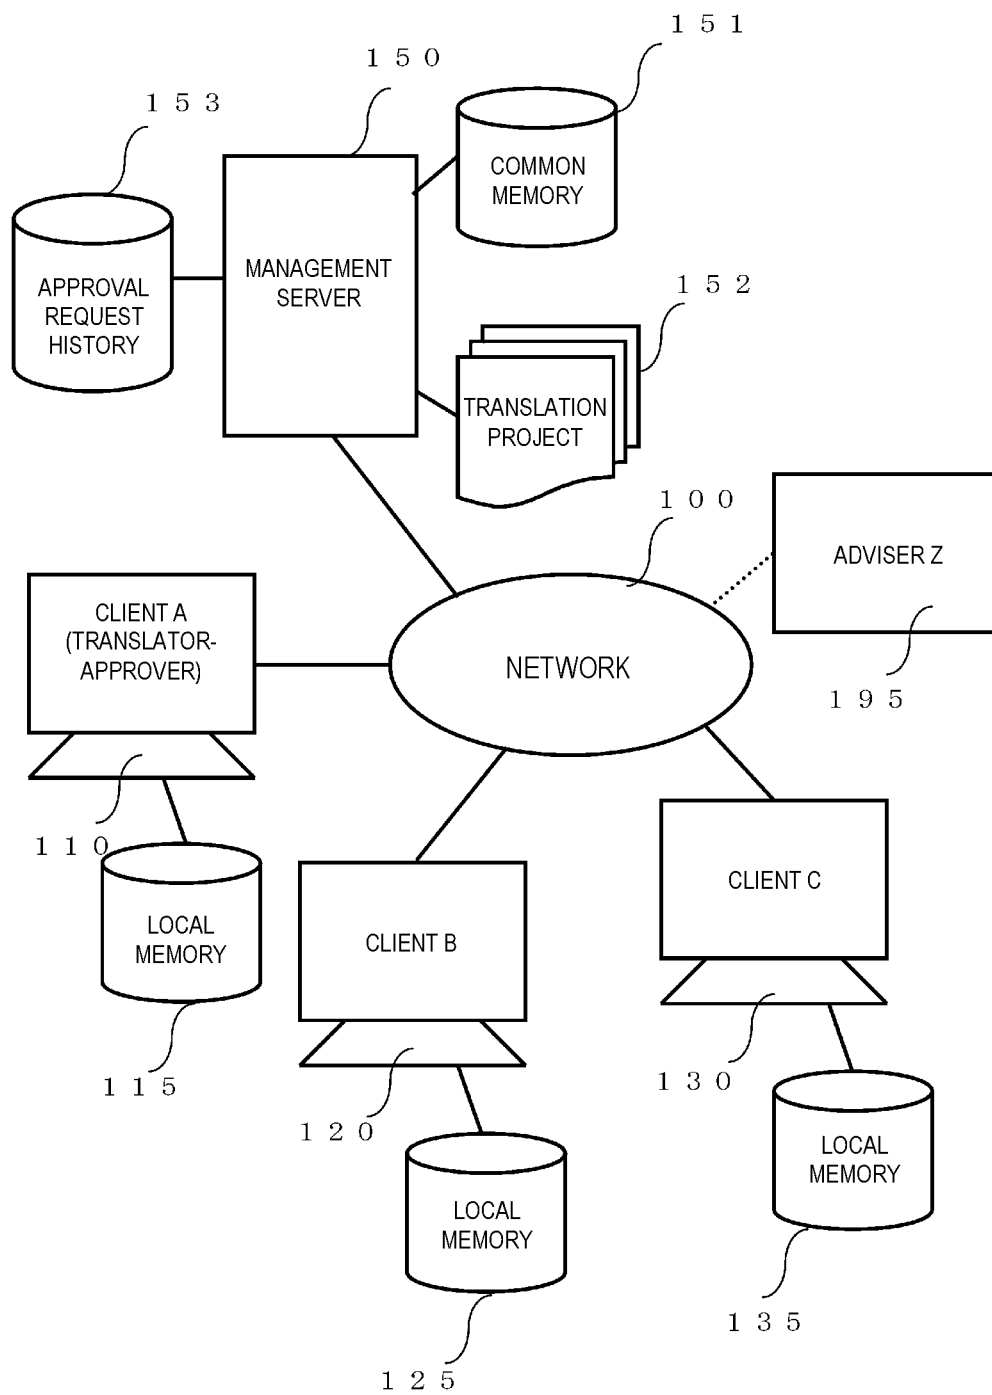 １５１
１５０
１５３
COMMON
MEMORY
MANAGEMENT
SERVER
APPROVAL
REQUEST
HISTORY
１５２
TRANSLATION
PROJECT
１００
ADVISER Z
CLIENT A
(TRANSLATOR-
APPROVER)
NETWORK
１９５
１１０
CLIENT C
LOCAL
MEMORY
CLIENT B
１１５
１３０
１２０
LOCAL
MEMORY
LOCAL
MEMORY
１３５
１２５